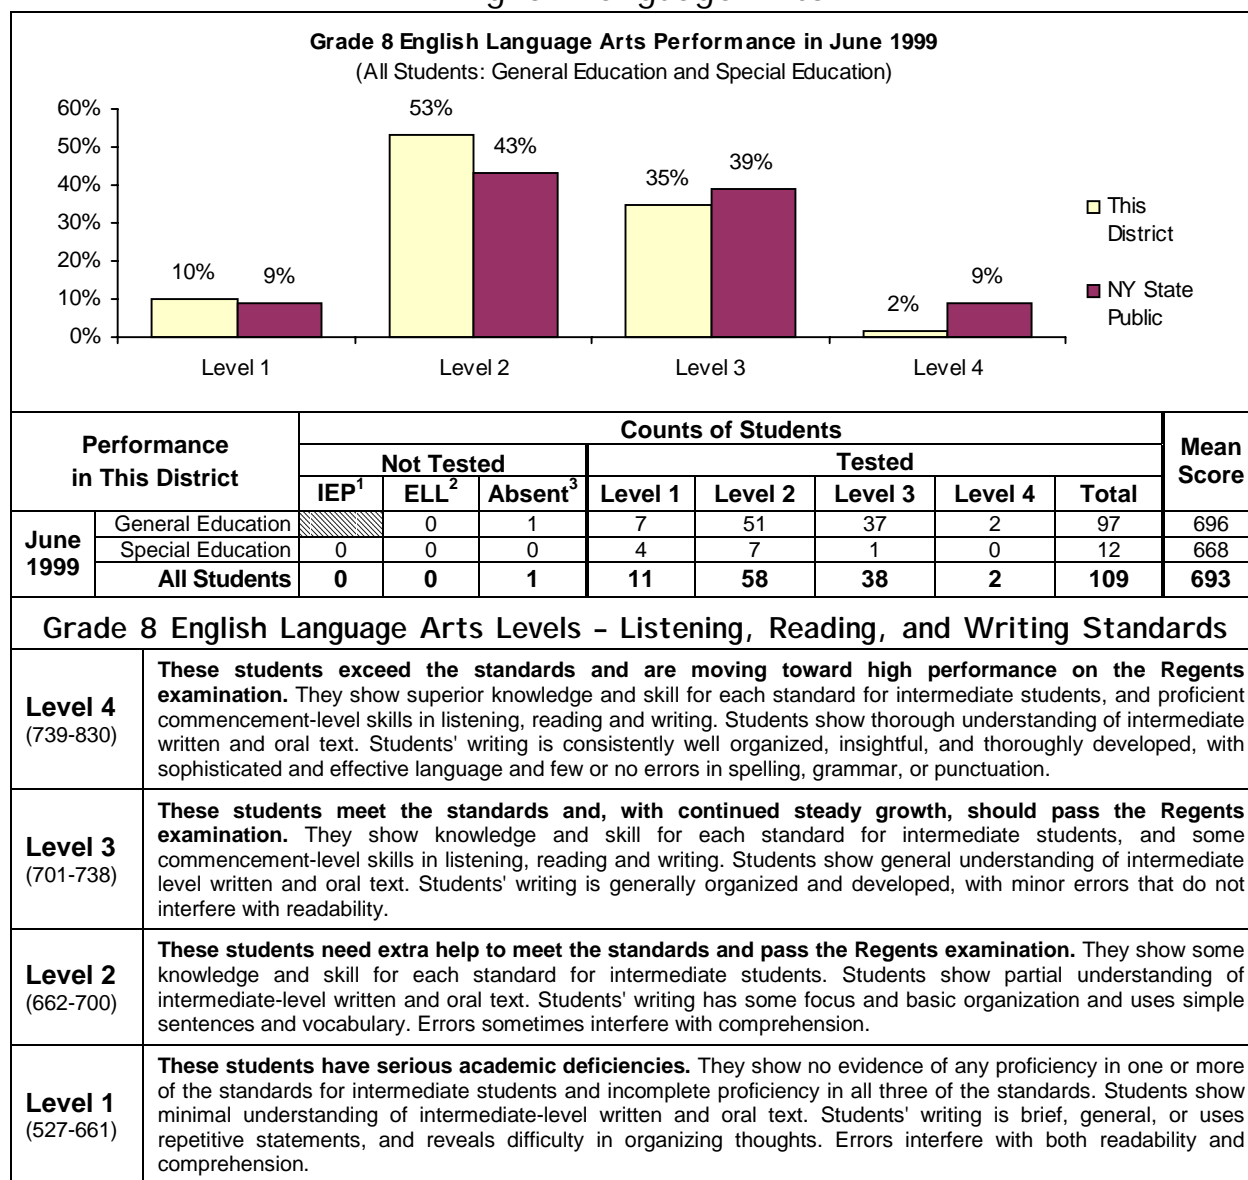 Grade 8 English Language Arts Performance in June 1999
(All Students: General Education and Special Education)
60%
50%
40%
30%
20%
10%
0%
10%
9%
53%
43%
35%
39%
2%
9%
Level 1
Level 2
Level 3
Level 4
This
District
NY State
Public
Performance
in This District
Counts of Students
Mean
Score
Not Tested
Tested
IEP1 ELL2 Absent3 Level 1 Level 2 Level 3 Level 4 Total
June
1999
General Education 0 1 7 51 37 2 97 696
Special Education 0 0 0 4 7 1 0 12 668
All Students 0 0 1 11 58 38 2 109 693
Grade 8 English Language Arts Levels – Listening, Reading, and Writing Standards
Level 4
(739-830)
These students exceed the standards and are moving toward high performance on the Regents
examination. They show superior knowledge and skill for each standard for intermediate students, and proficient
commencement-level skills in listening, reading and writing. Students show thorough understanding of intermediate
written and oral text. Students' writing is consistently well organized, insightful, and thoroughly developed, with
sophisticated and effective language and few or no errors in spelling, grammar, or punctuation.
Level 3
(701-738)
These students meet the standards and, with continued steady growth, should pass the Regents
examination. They show knowledge and skill for each standard for intermediate students, and some
commencement-level skills in listening, reading and writing. Students show general understanding of intermediate
level written and oral text. Students' writing is generally organized and developed, with minor errors that do not
interfere with readability.
Level 2
(662-700)
These students need extra help to meet the standards and pass the Regents examination. They show some
knowledge and skill for each standard for intermediate students. Students show partial understanding of
intermediate-level written and oral text. Students' writing has some focus and basic organization and uses simple
sentences and vocabulary. Errors sometimes interfere with comprehension.
Level 1
(527-661)
These students have serious academic deficiencies. They show no evidence of any proficiency in one or more
of the standards for intermediate students and incomplete proficiency in all three of the standards. Students show
minimal understanding of intermediate-level written and oral text. Students' writing is brief, general, or uses
repetitive statements, and reveals difficulty in organizing thoughts. Errors interfere with both readability and
comprehension.